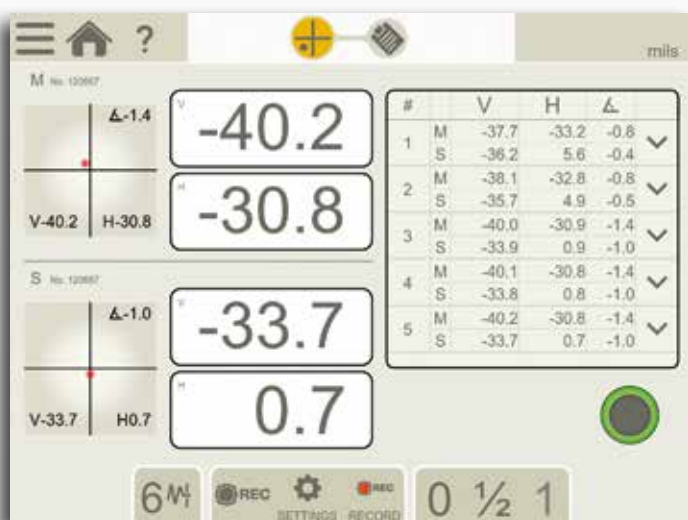 ?
mils
M No. 120667
∡-1.4
V-40.2 H-30.8
V
-40.2
H
-30.8
S No. 120667
∡-1.0
V-33.7 H0.7
V
-33.7
H
0.7
# V H ∡
1 M -37.7 -33.2 -0.8
S -36.2 5.6 -0.4
2 M -38.1 -32.8 -0.8
S -35.7 4.9 -0.5
3 M -40.0 -30.9 -1.4
S -33.9 0.9 -1.0
4 M -40.1 -30.8 -1.4
S -33.8 0.8 -1.0
5 M -40.2 -30.8 -1.4
S -33.7 0.7 -1.0
6
REC
SETTINGS
REC
RECORD
0 ½ 1